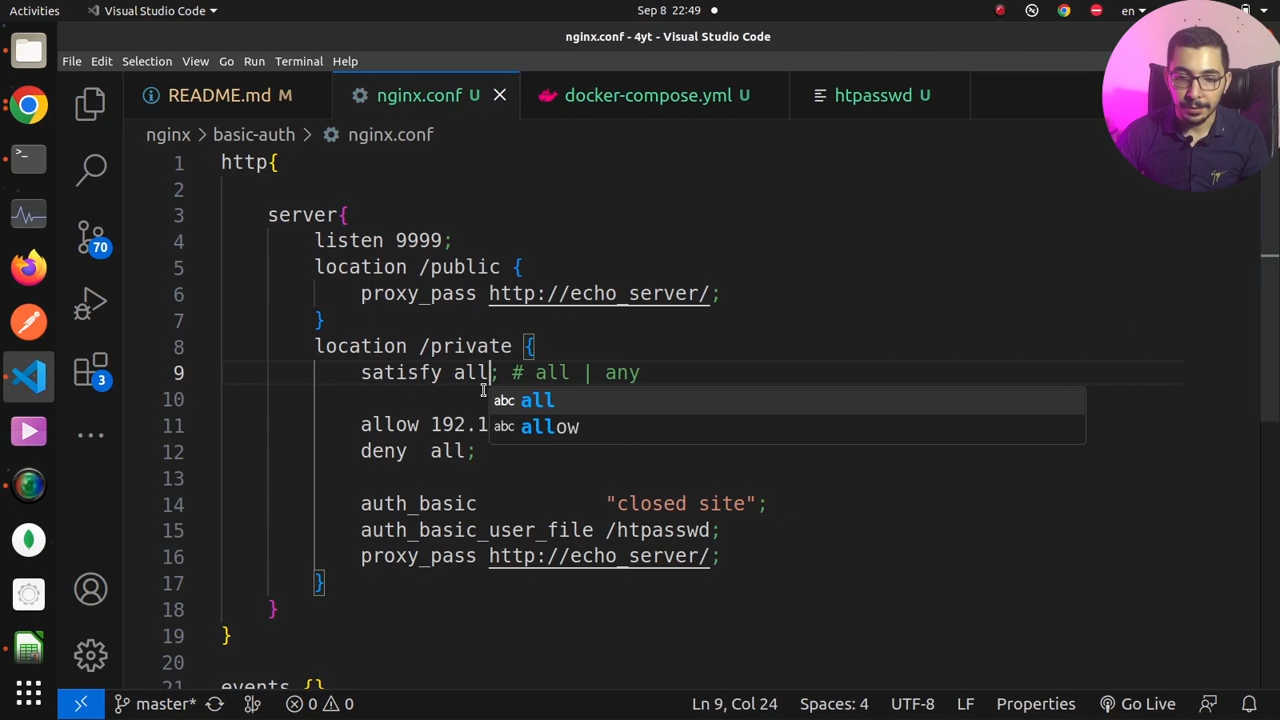 Activities
Visual Studio Code
Sep 8 22:49
en
nginx.conf - 4yt - Visual Studio Code
File Edit Selection View Go Run Terminal Help
README.md M
nginx.conf U
docker-compose.yml U
htpasswd U
nginx > basic-auth > nginx.conf
1 http{
2
3 server{
4 listen 9999;
5 location /public {
6 proxy_pass http://echo_server/;
7 }
8 location /private {
9 satisfy all; # all | any
abc all
10
abc allow
11 allow 192.1
12 deny all;
13
14 auth_basic "closed site";
15 auth_basic_user_file /htpasswd;
16 proxy_pass http://echo_server/;
17 }
18 }
19 }
20
21 events {}
70
3
master*
0 0
Ln 9, Col 24
Spaces: 4
UTF-8
LF
Properties
Go Live